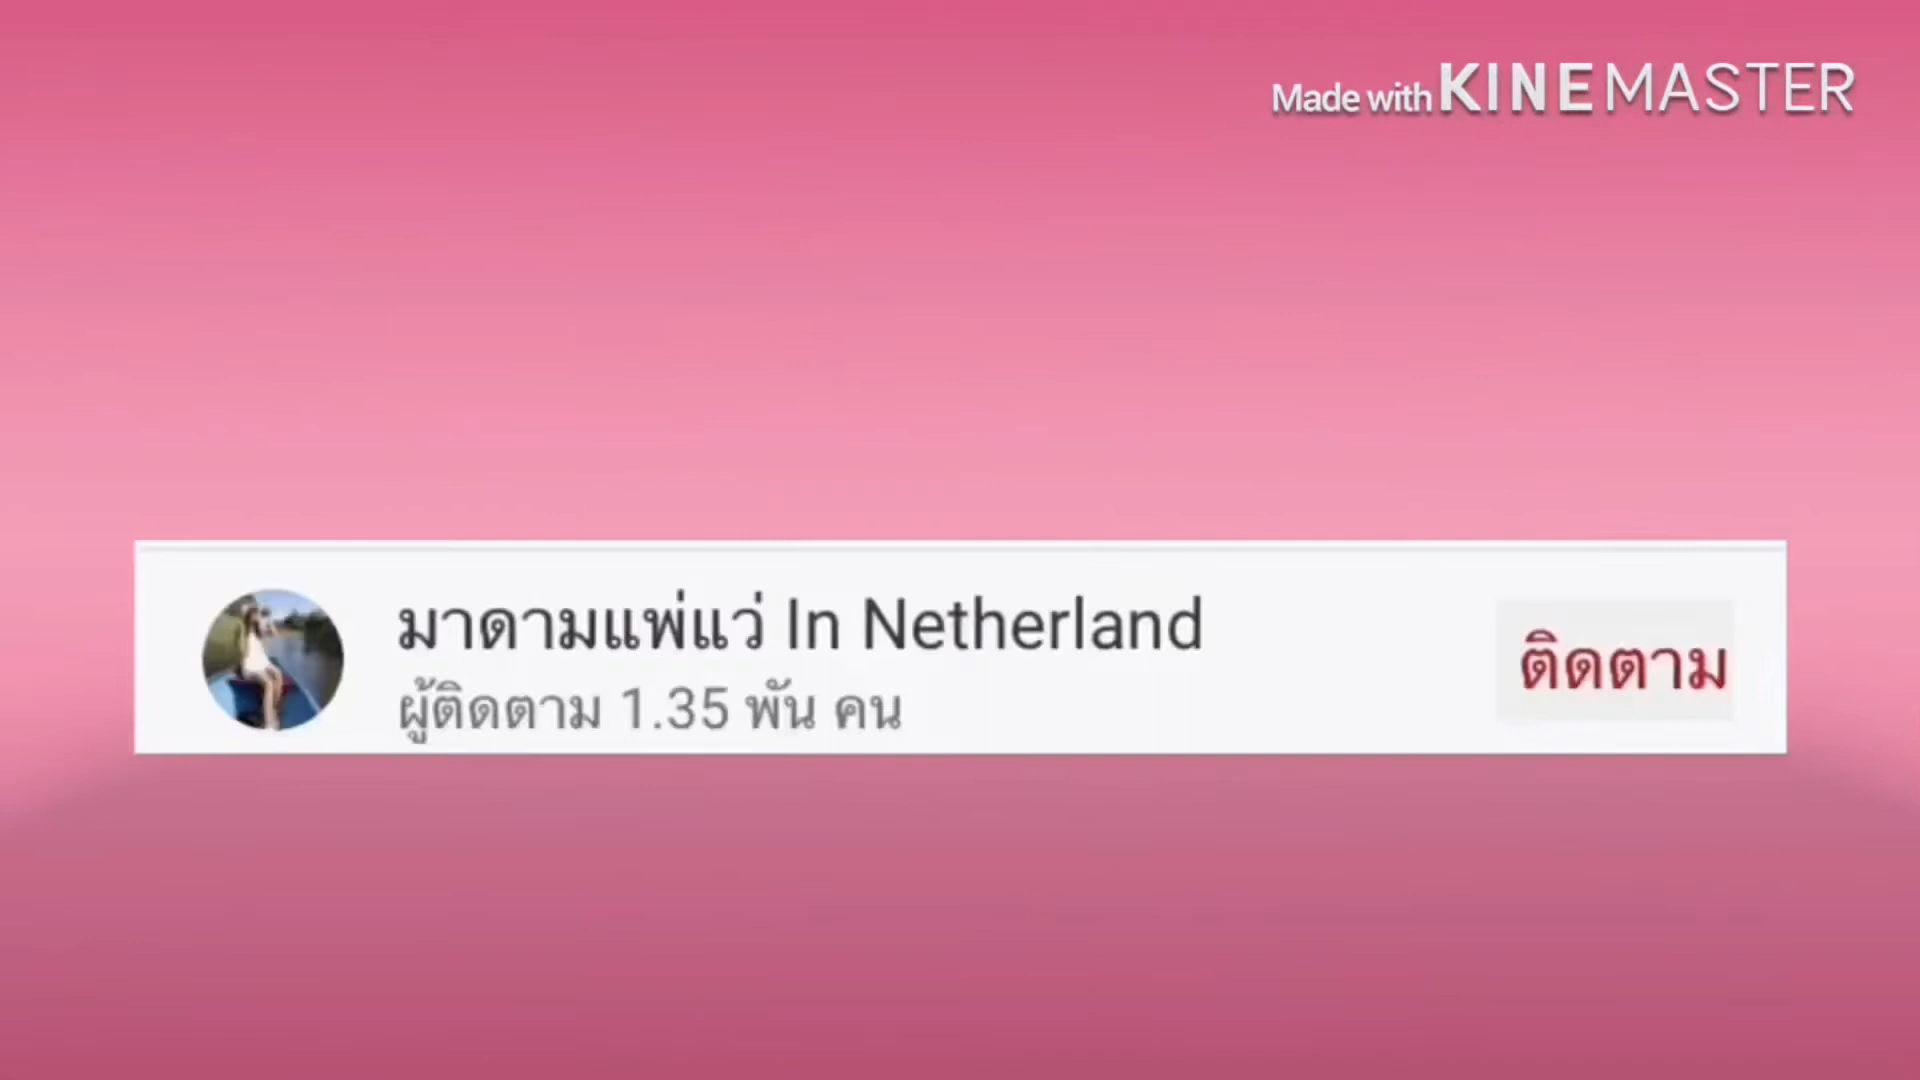 Made with KINEMASTER
มาดามแพ่แว่ In Netherland
ผู้ติดตาม 1.35 พัน คน
ติดตาม